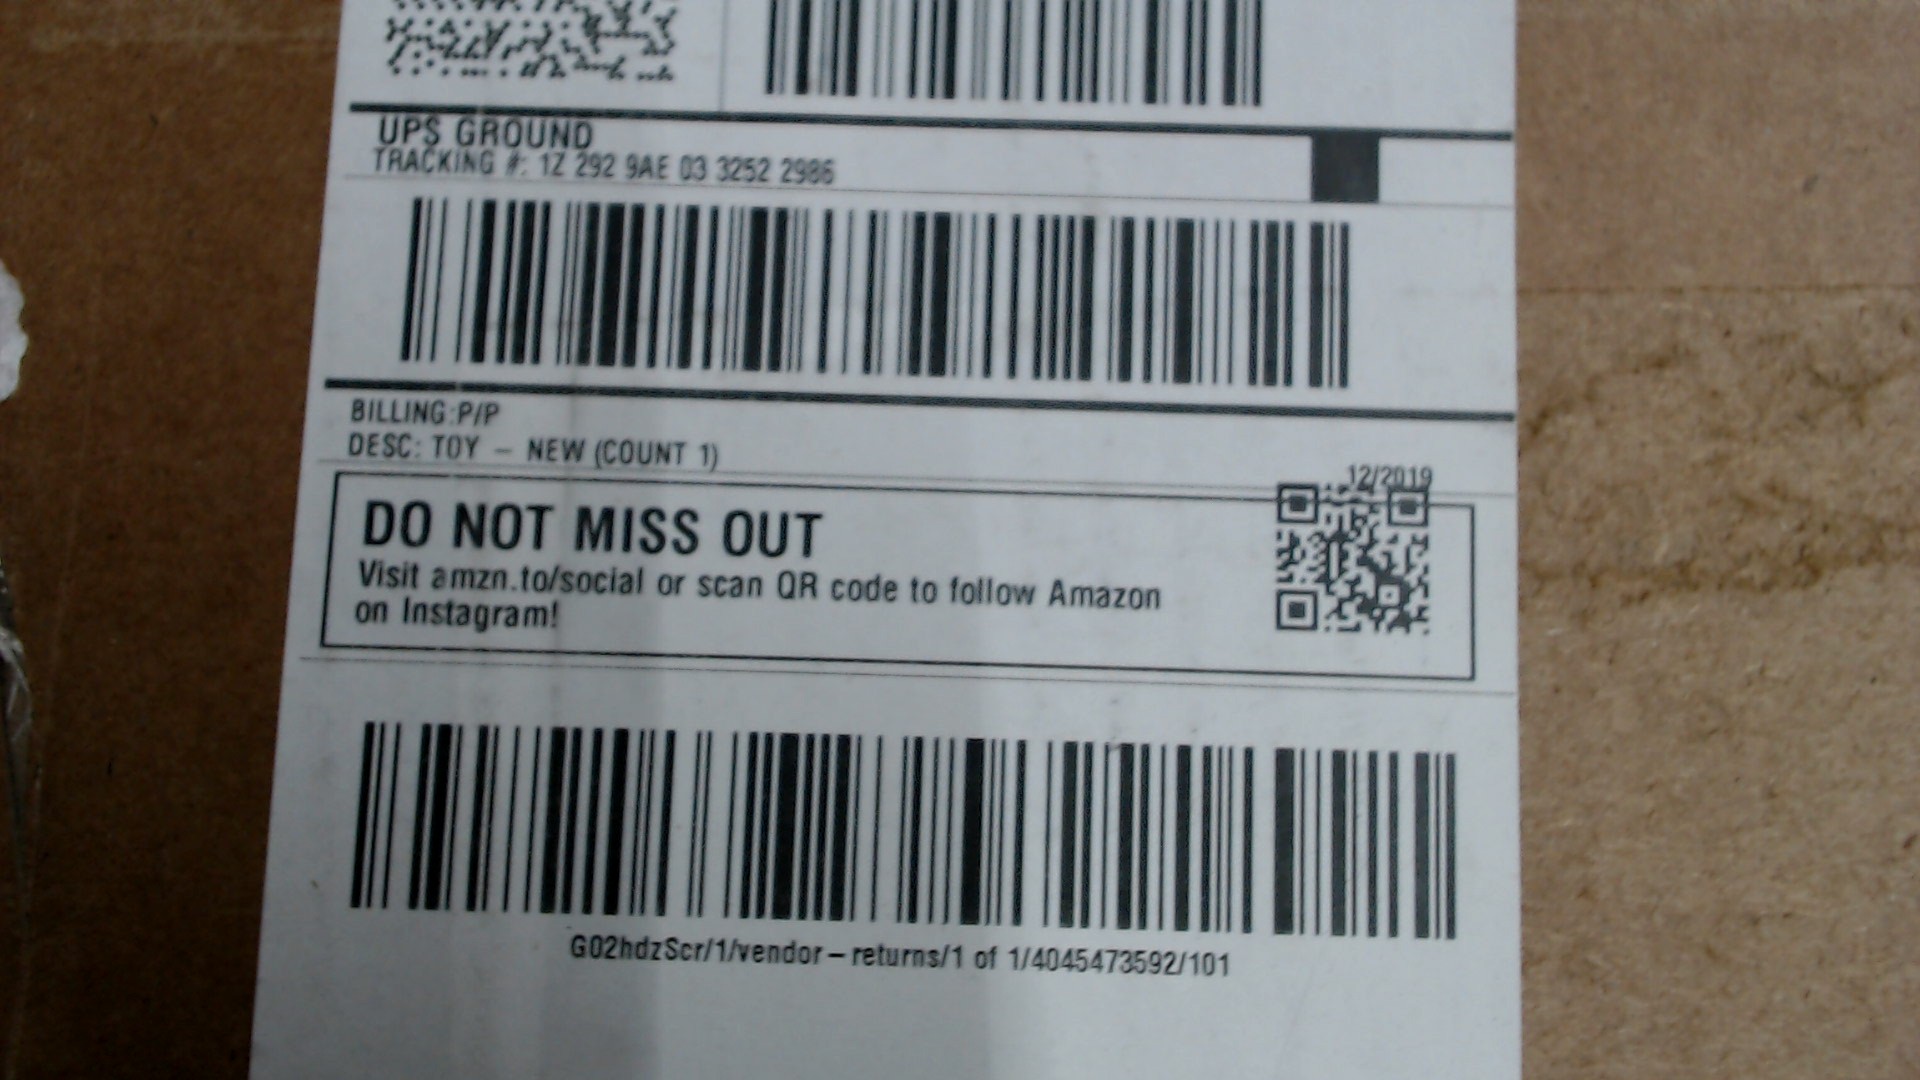 UPS GROUND
TRACKING #: 1Z 292 9AE 03 3252 2986
BILLING:P/P
DESC: TOY - NEW (COUNT 1)
12/2019
DO NOT MISS OUT
Visit amzn.to/social or scan QR code to follow Amazon
on Instagram!
G02hdzScr/1/vendor-returns/1 of 1/4045473592/101